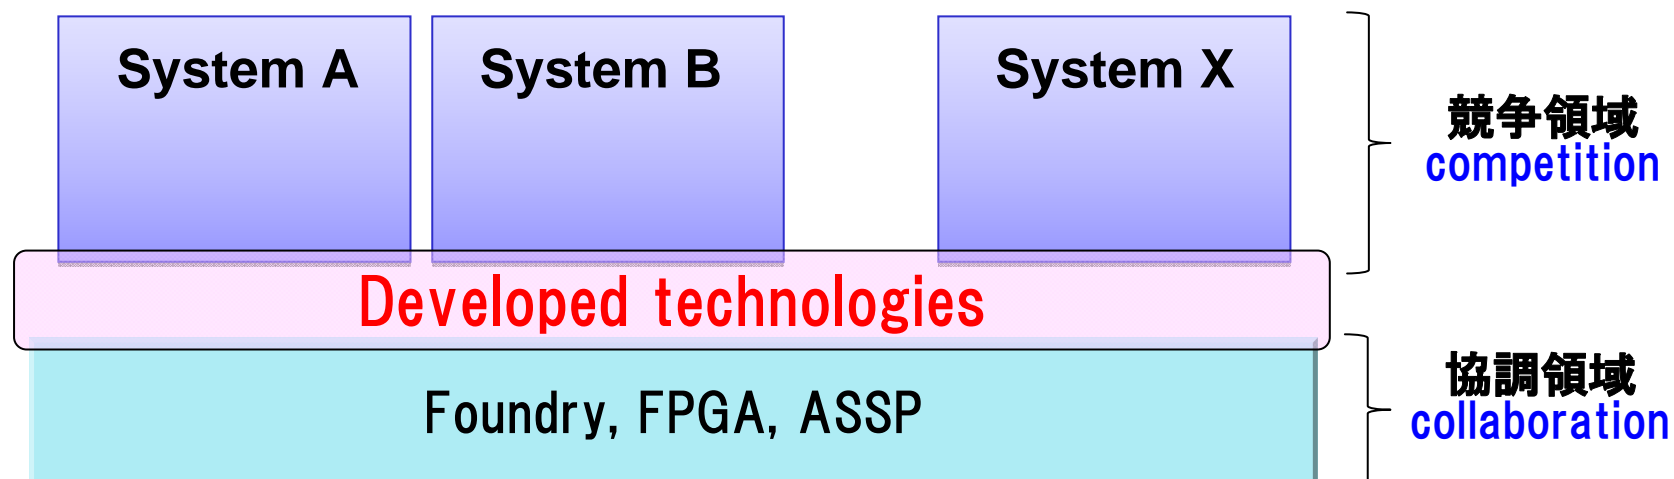 System A
System B
System X
競争領域
competition
Developed technologies
協調領域
collaboration
Foundry, FPGA, ASSP